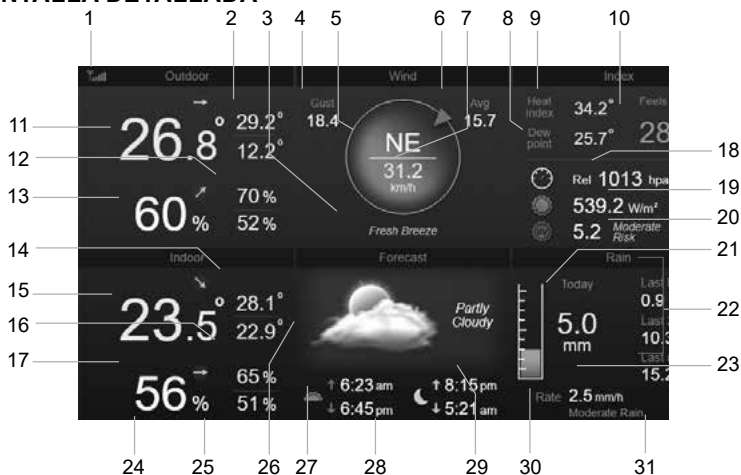 NTALLA DETALLADA
1 2 3 4 5 6 7 8 9 10
Outdoor Wind Index
11 26.8° 29.2° 12.2°
12
13 60% 70% 52%
Gust 18.4
Avg 15.7
NE
31.2
km/h
Fresh Breeze
Heat Index 34.2°
Dew point 25.7°
Feels 28
18
Rel 1013 hpa 19
539.2 W/m² 20
5.2 Moderate Risk
21
14 Indoor Forecast Rain
15 23.5° 28.1° 22.9°
16
17 56% 65% 51%
Partly Cloudy
6:23 am 8:15 pm
6:45 pm 5:21 am
Today
5.0
mm
Last
0.9 22
Last
10.3 23
Last
15.2
Rate 2.5 mm/h
Moderate Rain
24 25 26 27 28 29 30 31